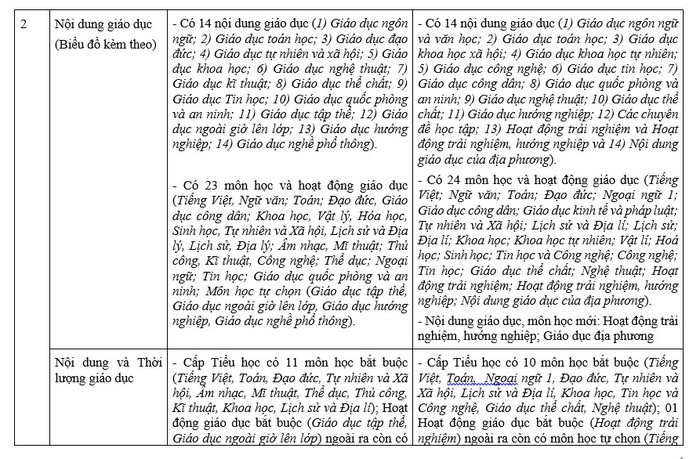 2
Nội dung giáo dục
(Biểu đồ kèm theo)
- Có 14 nội dung giáo dục (1) Giáo dục ngôn
ngữ; 2) Giáo dục toán học; 3) Giáo dục đạo
đức; 4) Giáo dục tự nhiên và xã hội; 5) Giáo
dục khoa học; 6) Giáo dục nghệ thuật; 7)
Giáo dục kĩ thuật; 8) Giáo dục thể chất; 9)
Giáo dục Tin học; 10) Giáo dục quốc phòng
và an ninh; 11) Giáo dục tập thể; 12) Giáo
dục ngoài giờ lên lớp; 13) Giáo dục hướng
nghiệp; 14) Giáo dục nghề phổ thông).
- Có 23 môn học và hoạt động giáo dục
(Tiếng Việt, Ngữ văn; Toán; Đạo đức, Giáo
dục công dân; Khoa học, Vật lý, Hóa học,
Sinh học, Tự nhiên và Xã hội, Lịch sử và Địa
lý, Lịch sử, Địa lý; Âm nhạc, Mĩ thuật; Thủ
công, Kĩ thuật, Công nghệ; Thể dục; Ngoại
ngữ; Tin học; Giáo dục quốc phòng và an
ninh; Môn học tự chọn (Giáo dục tập thể,
Giáo dục ngoài giờ lên lớp, Giáo dục hướng
nghiệp, Giáo dục nghề phổ thông).
- Có 14 nội dung giáo dục (1) Giáo dục ngôn ngữ
và văn học; 2) Giáo dục toán học; 3) Giáo dục
khoa học xã hội; 4) Giáo dục khoa học tự nhiên;
5) Giáo dục công nghệ; 6) Giáo dục tin học; 7)
Giáo dục công dân; 8) Giáo dục quốc phòng và
an ninh; 9) Giáo dục nghệ thuật; 10) Giáo dục thể
chất; 11) Giáo dục hướng nghiệp; 12) Các chuyên
đề học tập; 13) Hoạt động trải nghiệm và Hoạt
động trải nghiệm, hướng nghiệp và 14) Nội dung
giáo dục của địa phương).
- Có 24 môn học và hoạt động giáo dục (Tiếng
Việt; Ngữ văn; Toán; Đạo đức; Ngoại ngữ 1;
Giáo dục công dân; Giáo dục kinh tế và pháp luật;
Tự nhiên và Xã hội; Lịch sử và Địa lí; Lịch sử;
Địa lí; Khoa học; Khoa học tự nhiên; Vật lí; Hoá
học; Sinh học; Tin học và Công nghệ; Công nghệ;
Tin học; Giáo dục thể chất; Nghệ thuật; Hoạt
động trải nghiệm; Hoạt động trải nghiệm, hướng
nghiệp; Nội dung giáo dục của địa phương).
- Nội dung giáo dục, môn học mới: Hoạt động trải
nghiệm, hướng nghiệp; Giáo dục địa phương
Nội dung và Thời
lượng giáo dục
- Cấp Tiểu học có 11 môn học bắt buộc
(Tiếng Việt, Toán, Đạo đức, Tự nhiên và Xã
hội, Âm nhạc, Mĩ thuật, Thể dục, Thủ công,
Kĩ thuật, Khoa học, Lịch sử và Địa lí); Hoạt
động giáo dục bắt buộc (Giáo dục tập thể,
Giáo dục ngoài giờ lên lớp) ngoài ra còn có
- Cấp Tiểu học có 10 môn học bắt buộc (Tiếng
Việt, Toán, Ngoại ngữ 1, Đạo đức, Tự nhiên và
Xã hội, Lịch sử và Địa lí, Khoa học, Tin học và
Công nghệ, Giáo dục thể chất, Nghệ thuật); 01
Hoạt động giáo dục bắt buộc (Hoạt động trải
nghiệm) ngoài ra còn có môn học tự chọn (Tiếng